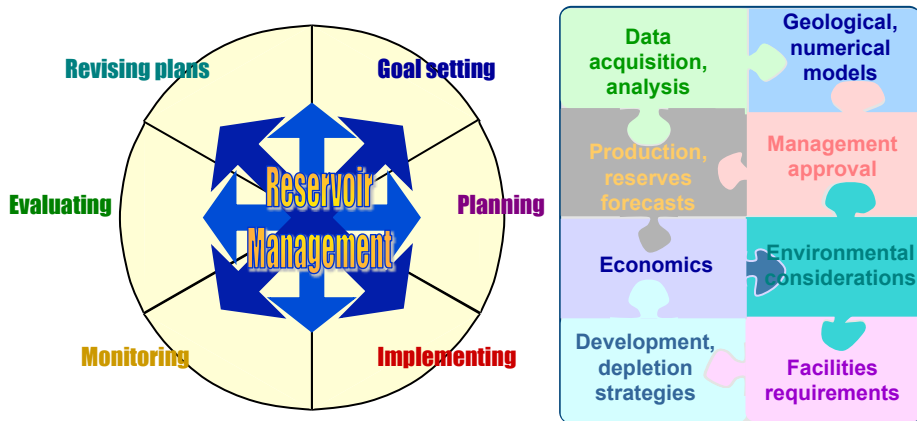 Revising plans
Goal setting
Evaluating
Reservoir
Management
Planning
Monitoring
Implementing
Data
acquisition,
analysis
Geological,
numerical
models
Production,
reserves
forecasts
Management
approval
Economics
Environmental
considerations
Development,
depletion
strategies
Facilities
requirements